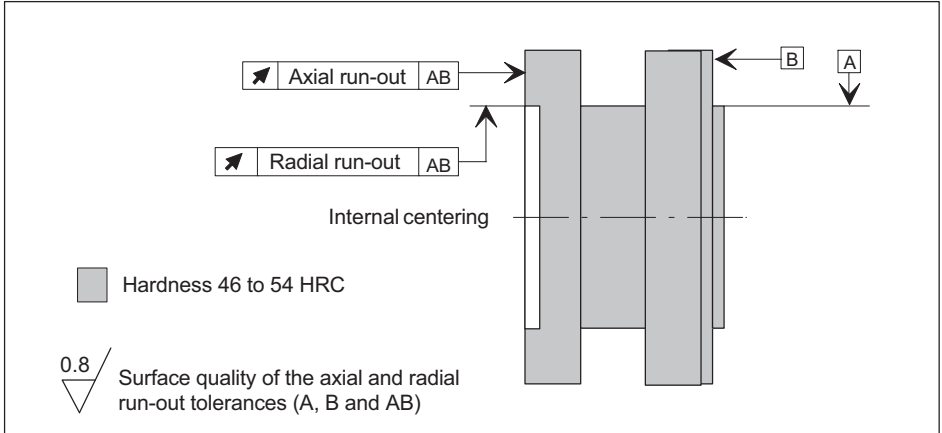 Axial run-out AB
B
A
Radial run-out AB
Internal centering
Hardness 46 to 54 HRC
0.8
Surface quality of the axial and radial
run-out tolerances (A, B and AB)